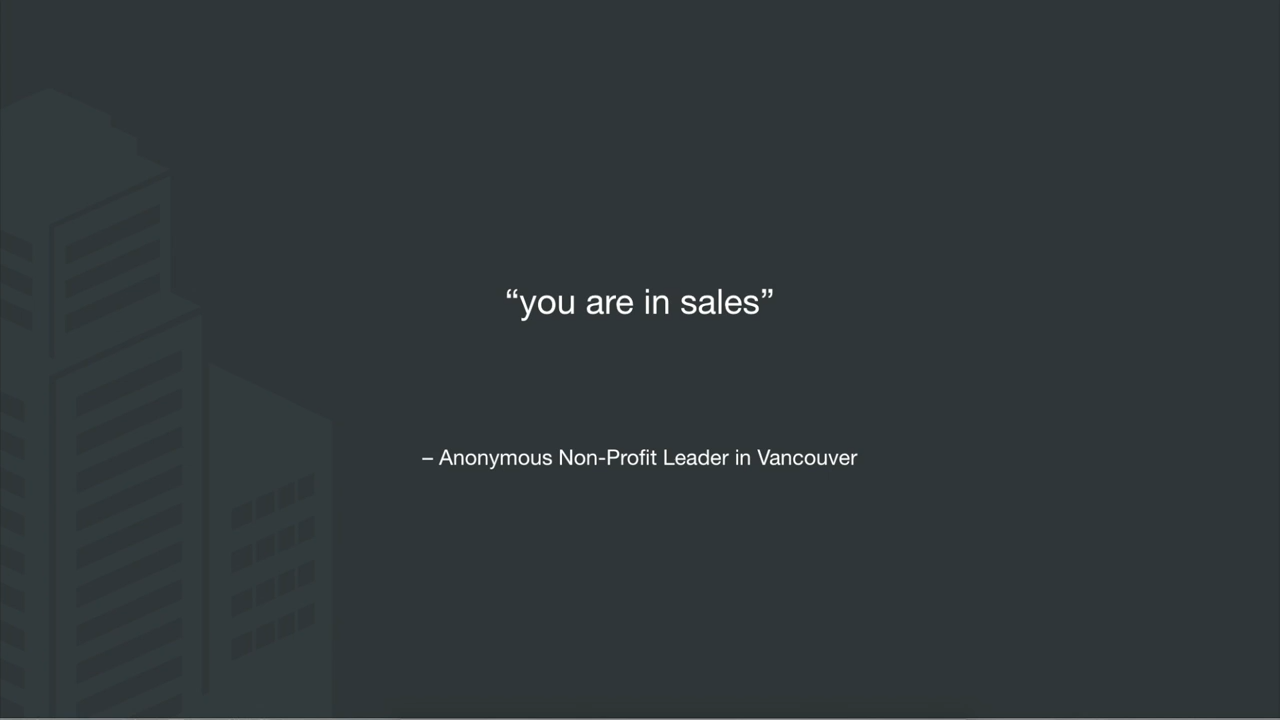 “you are in sales”
– Anonymous Non-Profit Leader in Vancouver